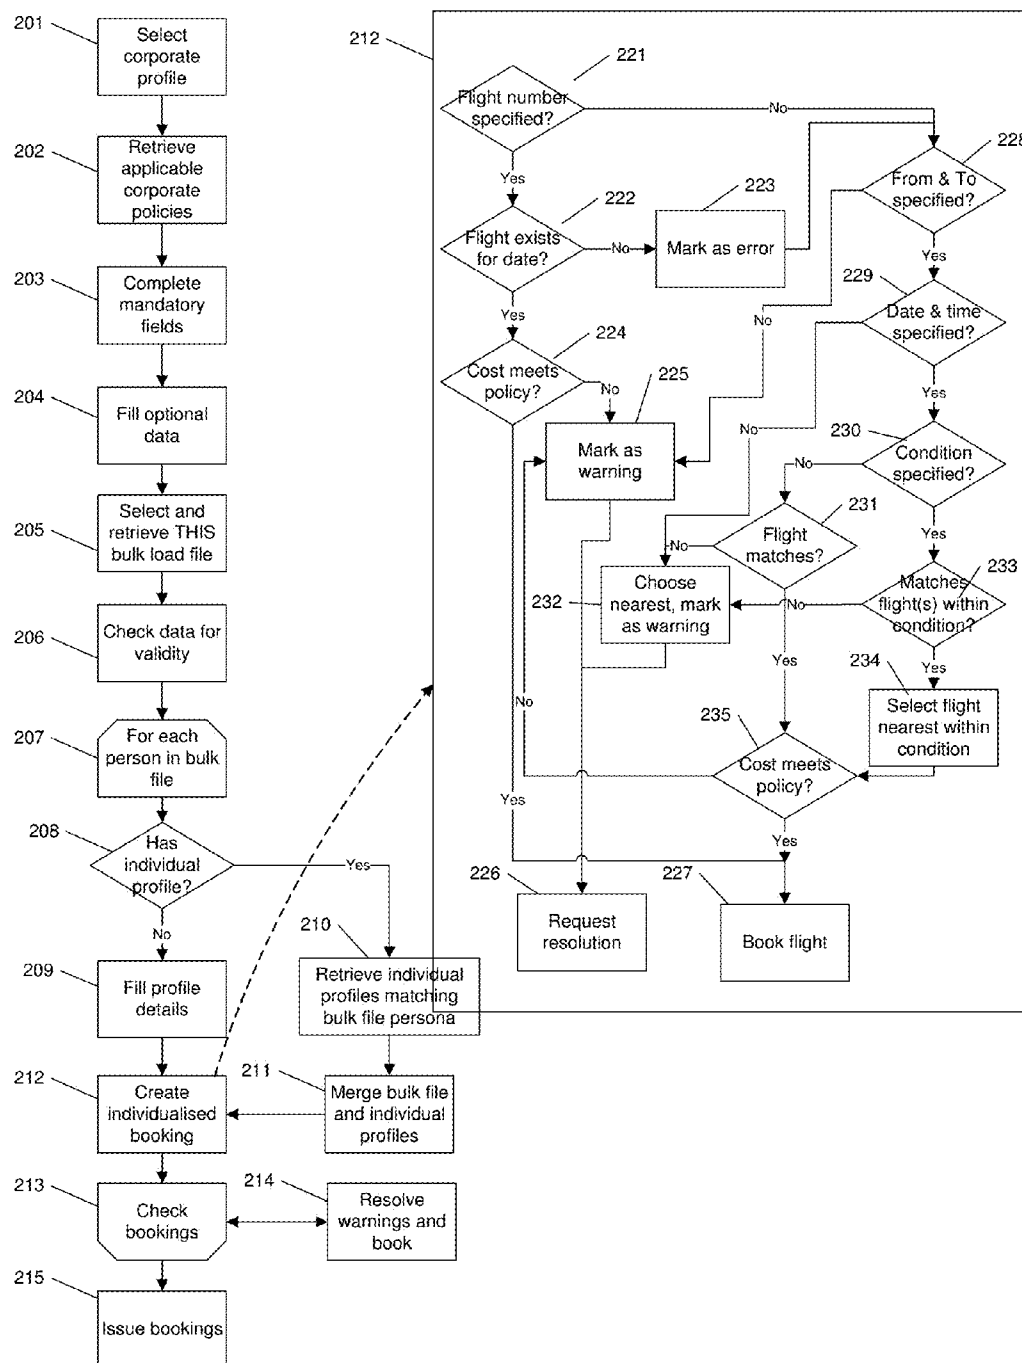 201
Select
corporate
profile
202
Retrieve
applicable
corporate
policies
203
Complete
mandatory
fields
204
Fill optional
data
205
Select and
retrieve THIS
bulk load file
206
Check data for
validity
207
For each
person in bulk
file
208
Has
individual
profile?
Yes
No
209
Fill profile
details
210
Retrieve individual
profiles matching
bulk file persona
211
Merge bulk file
and individual
profiles
212
Create
individualised
booking
213
Check
bookings
214
Resolve
warnings and
book
215
Issue bookings
212
221
Flight number
specified?
No
Yes
222
Flight exists
for date?
No
Yes
223
Mark as error
224
Cost meets
policy?
No
Yes
225
Mark as
warning
226
Request
resolution
227
Book flight
228
From & To
specified?
No
Yes
229
Date & time
specified?
No
Yes
230
Condition
specified?
No
Yes
231
Flight
matches?
No
Yes
232
Choose
nearest, mark
as warning
233
Matches
flight(s) within
condition?
No
Yes
234
Select flight
nearest within
condition
235
Cost meets
policy?
No
Yes